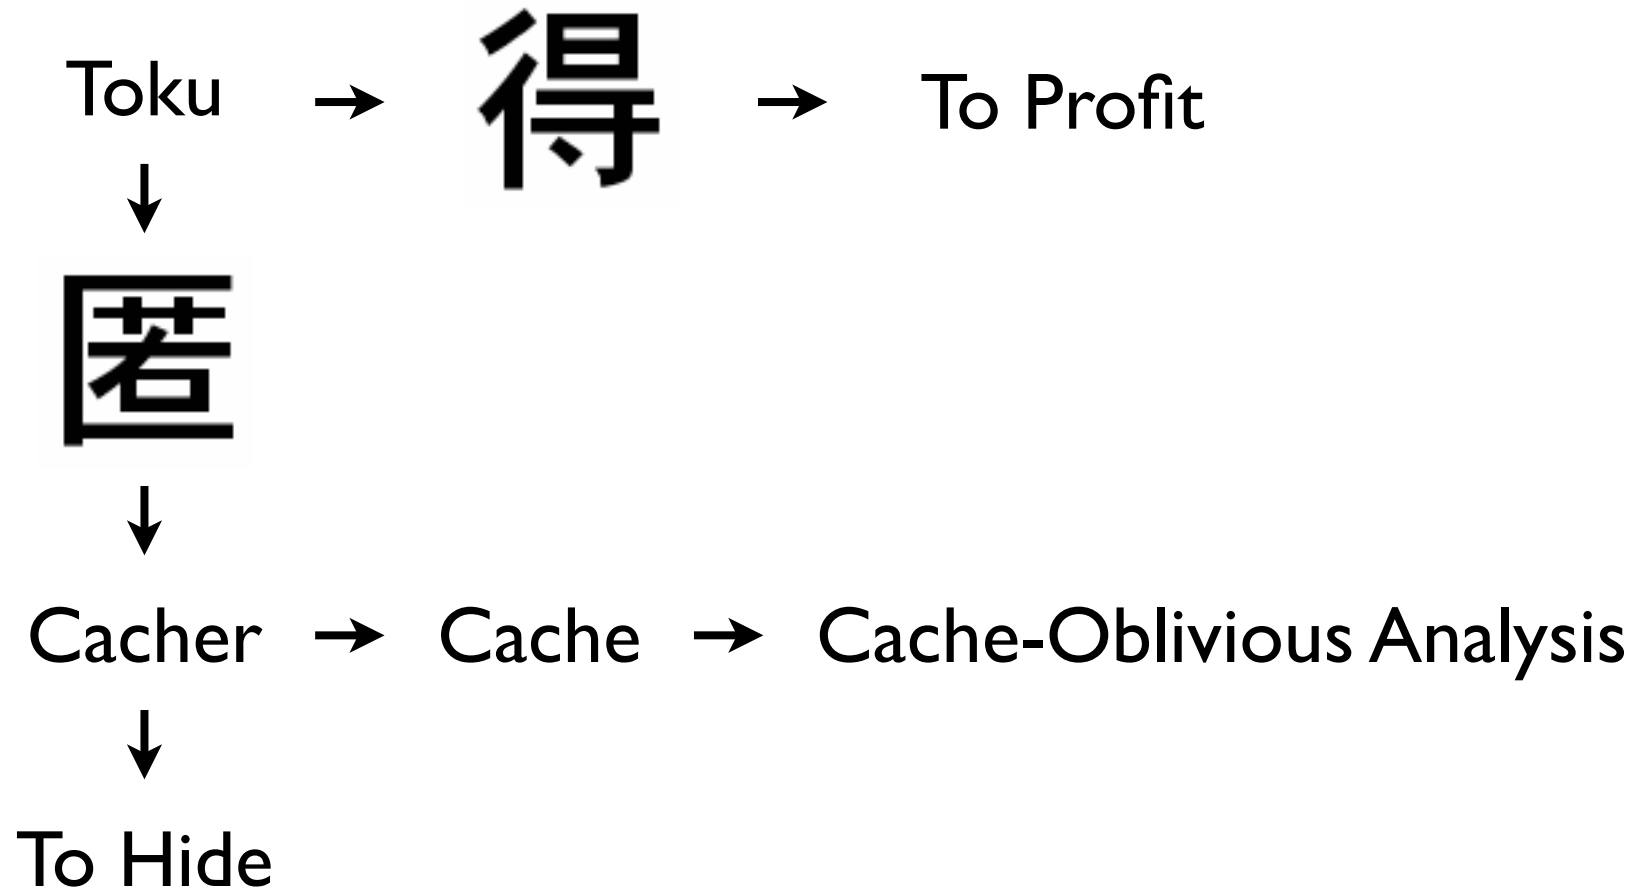 Toku → 得 → To Profit
↓
匿
↓
Cacher → Cache → Cache-Oblivious Analysis
↓
To Hide